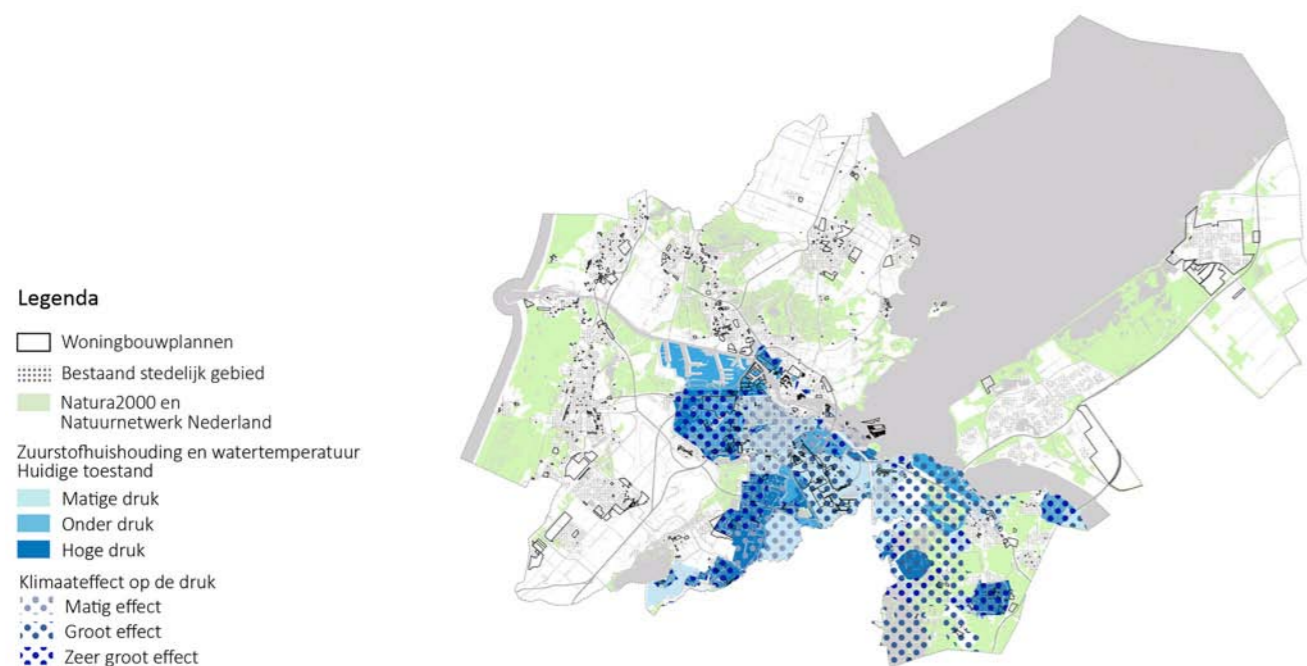 Legenda
Woningbouwplannen
Bestaand stedelijk gebied
Natura2000 en
Natuurnetwerk Nederland
Zuurstofhuishouding en watertemperatuur
Huidige toestand
Matige druk
Onder druk
Hoge druk
Klimaateffect op de druk
Matig effect
Groot effect
Zeer groot effect